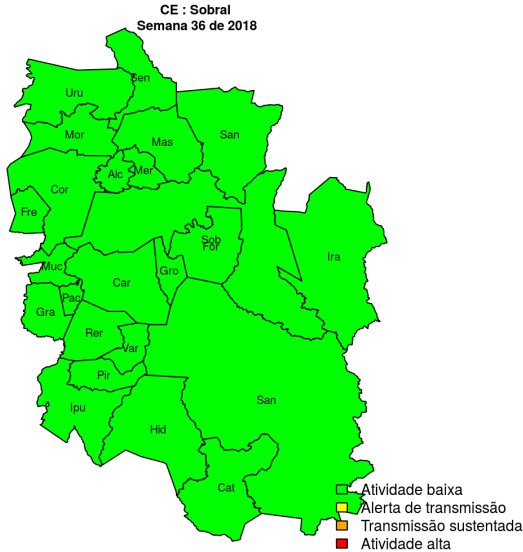 CE : Sobral
Semana 36 de 2018
Sen
Uru
Mor
Mas
San
Alc
Mer
Cor
Fre
Sob
For
Ira
Muc
Gro
Car
Pac
Gra
Rer
Var
Pir
San
Ipu
Hid
Cat
Atividade baixa
Alerta de transmissão
Transmissão sustentada
Atividade alta